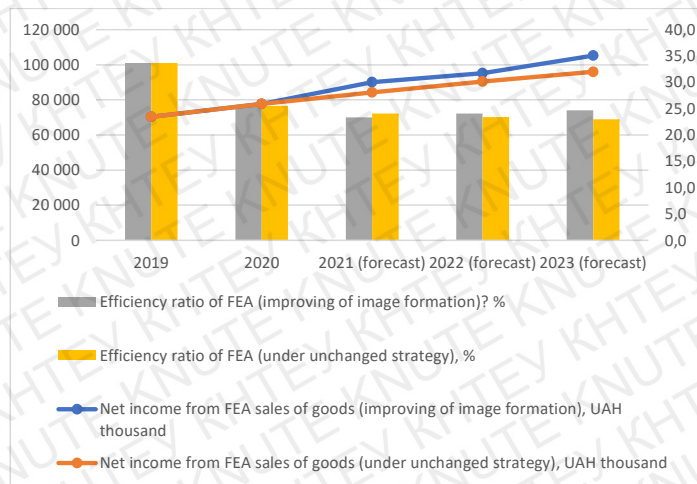 120 000
100 000
80 000
60 000
40 000
20 000
0
40,0
35,0
30,0
25,0
20,0
15,0
10,0
5,0
0,0
2019 2020 2021 (forecast) 2022 (forecast) 2023 (forecast)
Efficiency ratio of FEA (improving of image formation)? %
Efficiency ratio of FEA (under unchanged strategy), %
Net income from FEA sales of goods (improving of image formation), UAH
thousand
Net income from FEA sales of goods (under unchanged strategy), UAH thousand
KNUTE КНТЕУ KNUTE КНТЕУ